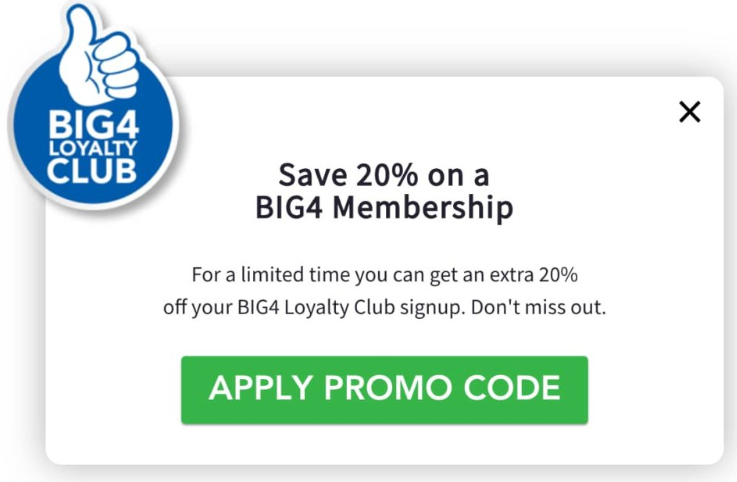 BIG4
LOYALTY
CLUB
Save 20% on a
BIG4 Membership
For a limited time you can get an extra 20%
off your BIG4 Loyalty Club signup. Don't miss out.
APPLY PROMO CODE